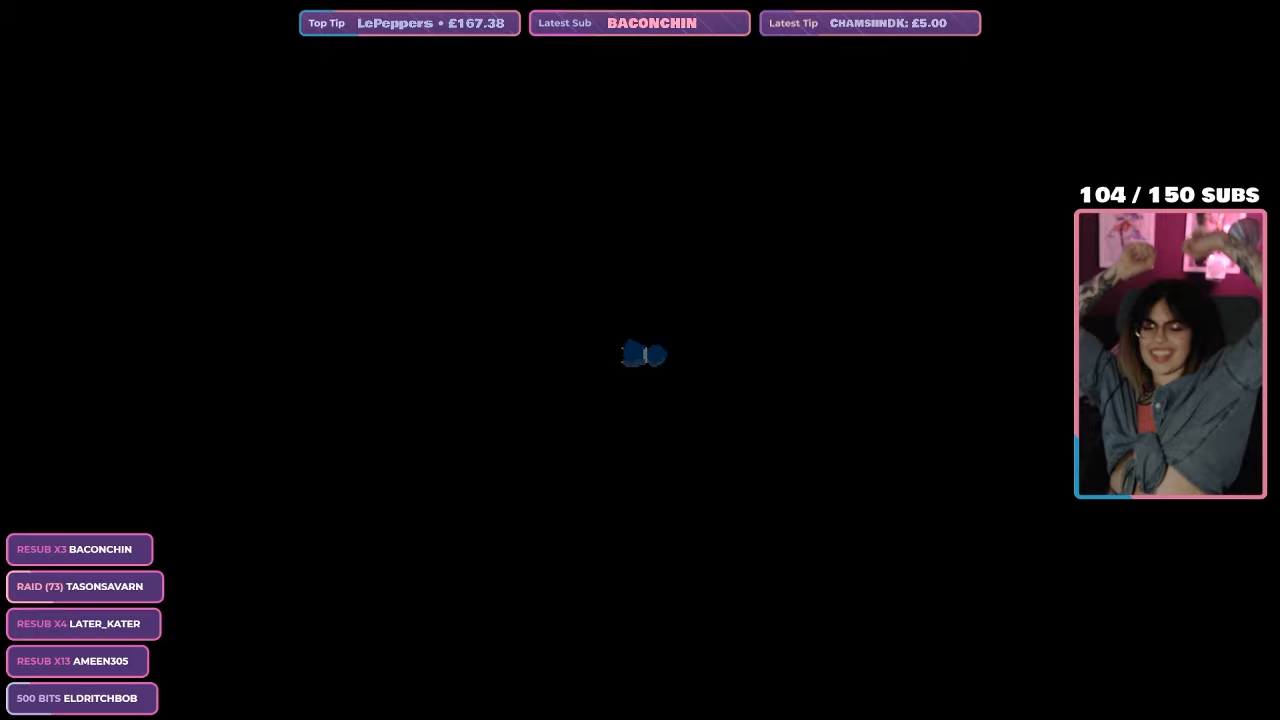 Top Tip LePeppers • £167.38
Latest Sub BACONCHIN
Latest Tip CHAMSIINDK: £5.00
104 / 150 SUBS
RESUB X3 BACONCHIN
RAID (73) TASONSAVARN
RESUB X4 LATER_KATER
RESUB X13 AMEEN305
500 BITS ELDRITCHBOB